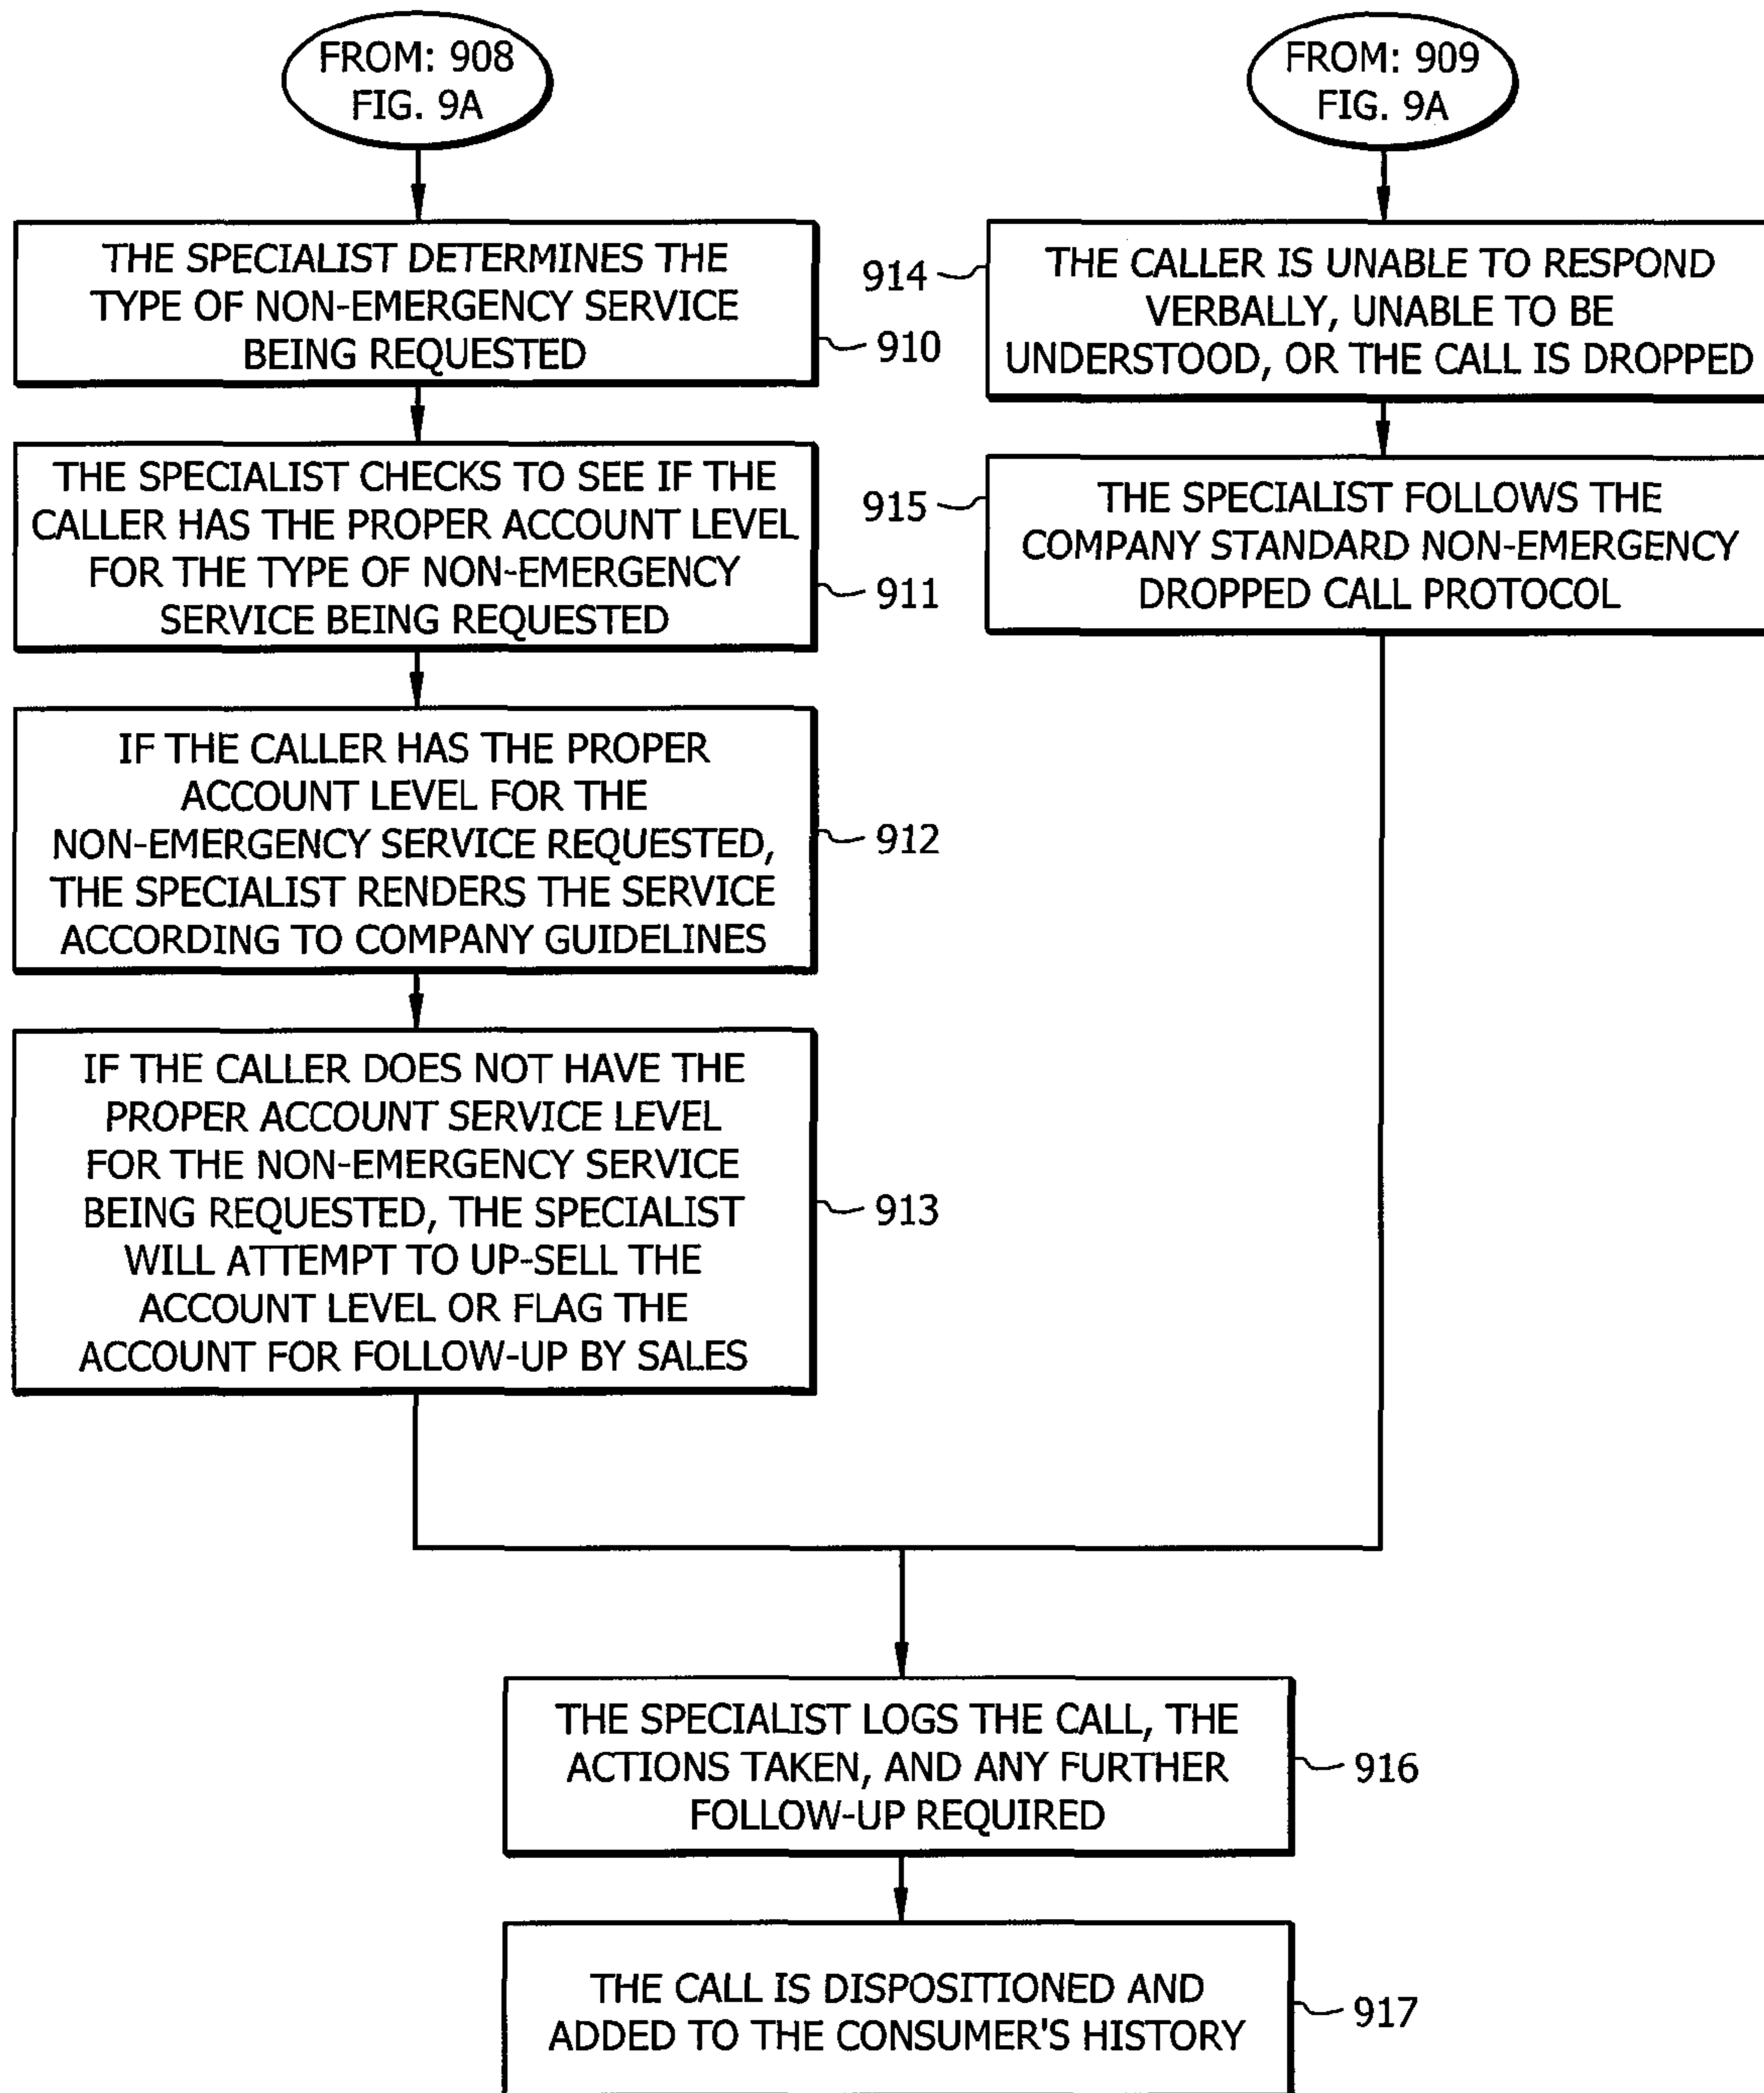 FROM: 908
FIG. 9A
THE SPECIALIST DETERMINES THE
TYPE OF NON-EMERGENCY SERVICE
BEING REQUESTED
910
THE SPECIALIST CHECKS TO SEE IF THE
CALLER HAS THE PROPER ACCOUNT LEVEL
FOR THE TYPE OF NON-EMERGENCY
SERVICE BEING REQUESTED
911
IF THE CALLER HAS THE PROPER
ACCOUNT LEVEL FOR THE
NON-EMERGENCY SERVICE REQUESTED,
THE SPECIALIST RENDERS THE SERVICE
ACCORDING TO COMPANY GUIDELINES
912
IF THE CALLER DOES NOT HAVE THE
PROPER ACCOUNT SERVICE LEVEL
FOR THE NON-EMERGENCY SERVICE
BEING REQUESTED, THE SPECIALIST
WILL ATTEMPT TO UP-SELL THE
ACCOUNT LEVEL OR FLAG THE
ACCOUNT FOR FOLLOW-UP BY SALES
913
FROM: 909
FIG. 9A
914
THE CALLER IS UNABLE TO RESPOND
VERBALLY, UNABLE TO BE
UNDERSTOOD, OR THE CALL IS DROPPED
915
THE SPECIALIST FOLLOWS THE
COMPANY STANDARD NON-EMERGENCY
DROPPED CALL PROTOCOL
THE SPECIALIST LOGS THE CALL, THE
ACTIONS TAKEN, AND ANY FURTHER
FOLLOW-UP REQUIRED
916
THE CALL IS DISPOSITIONED AND
ADDED TO THE CONSUMER'S HISTORY
917